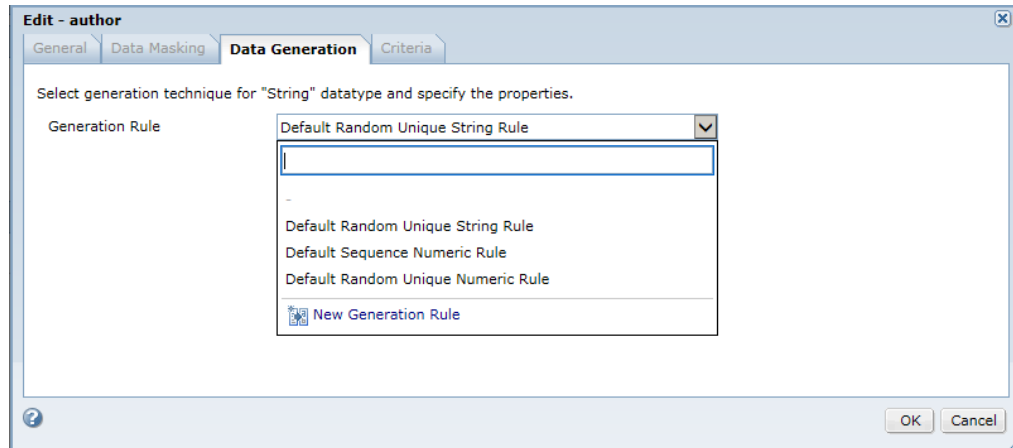 Edit - author
General Data Masking Data Generation Criteria
Select generation technique for "String" datatype and specify the properties.
Generation Rule Default Random Unique String Rule
-
Default Random Unique String Rule
Default Sequence Numeric Rule
Default Random Unique Numeric Rule
New Generation Rule
? OK Cancel